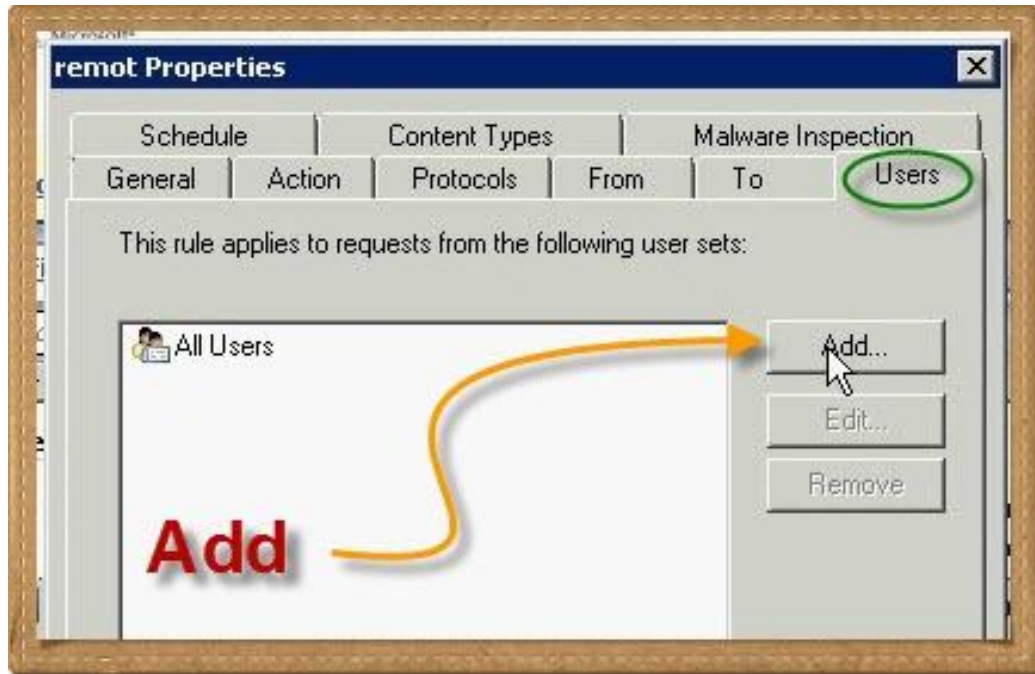 remot Properties
Schedule
Content Types
Malware Inspection
General
Action
Protocols
From
To
Users
This rule applies to requests from the following user sets:
All Users
Add...
Edit...
Remove
Add